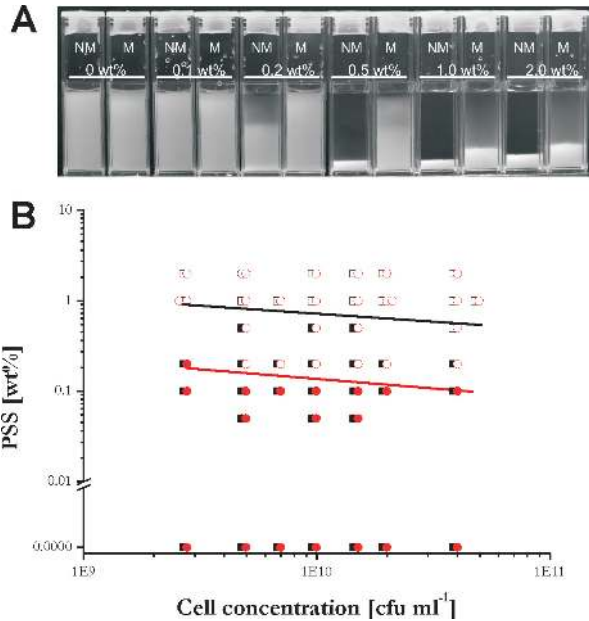 A
NM M NM M NM M NM M NM M NM M
0 wt% 0.1 wt% 0.2 wt% 0.5 wt% 1.0 wt% 2.0 wt%
B
10
1
0.1
0.01
0.0000
PSS [wt%]
1E9 1E10 1E11
Cell concentration [cfu ml⁻¹]